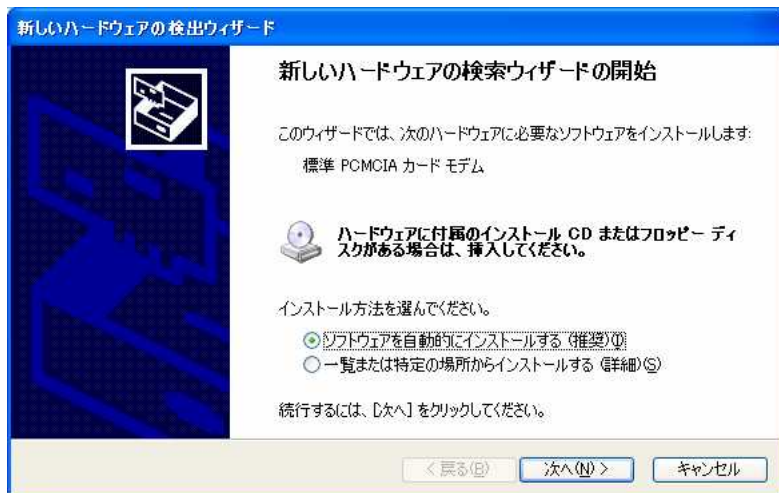 新しいハードウェアの検出ウィザード
新しいハードウェアの検索ウィザードの開始
このウィザードでは、次のハードウェアに必要なソフトウェアをインストールします:
標準 PCMCIA カード モデム
ハードウェアに付属のインストール CD またはフロッピー ディ
スクがある場合は、挿入してください。
インストール方法を選んでください。
ソフトウェアを自動的にインストールする (推奨)(I)
一覧または特定の場所からインストールする (詳細)(S)
続行するには、[次へ] をクリックしてください。
< 戻る(B)
次へ(N) >
キャンセル